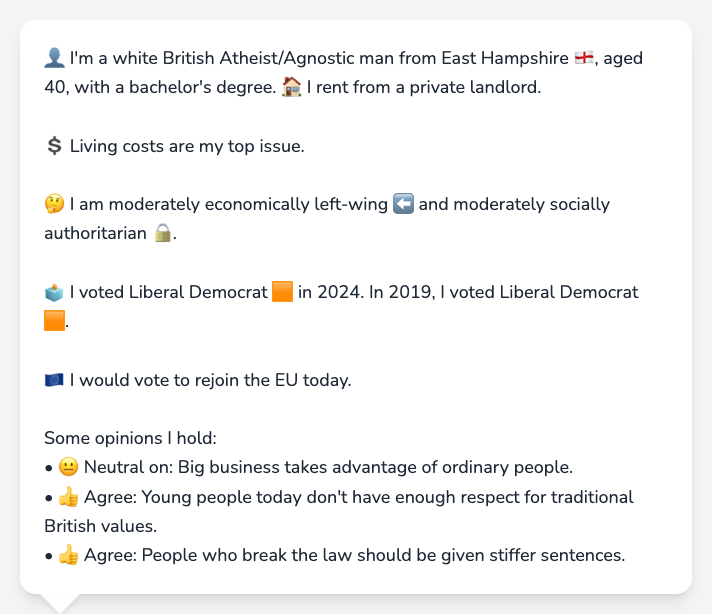 👤 I'm a white British Atheist/Agnostic man from East Hampshire 🏴󠁧󠁢󠁥󠁮󠁧󠁿, aged
40, with a bachelor's degree. 🏠 I rent from a private landlord.
💲 Living costs are my top issue.
🤔 I am moderately economically left-wing ⬅️ and moderately socially
authoritarian 🔒.
🗳️ I voted Liberal Democrat 🟧 in 2024. In 2019, I voted Liberal Democrat
🟧.
🇪🇺 I would vote to rejoin the EU today.
Some opinions I hold:
• 😐 Neutral on: Big business takes advantage of ordinary people.
• 👍 Agree: Young people today don't have enough respect for traditional
British values.
• 👍 Agree: People who break the law should be given stiffer sentences.